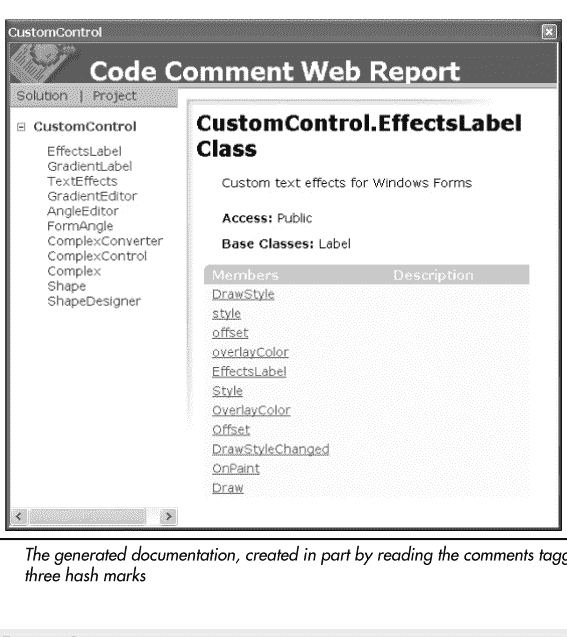 CustomControl
Code Comment Web Report
Solution | Project
CustomControl
EffectsLabel
GradientLabel
TextEffects
GradientEditor
AngleEditor
FormAngle
ComplexConverter
ComplexControl
Complex
Shape
ShapeDesigner
CustomControl.EffectsLabel
Class
Custom text effects for Windows Forms
Access: Public
Base Classes: Label
Members Description
DrawStyle
style
offset
overlayColor
EffectsLabel
Style
OverlayColor
Offset
DrawStyleChanged
OnPaint
Draw
The generated documentation, created in part by reading the comments tagg
three hash marks